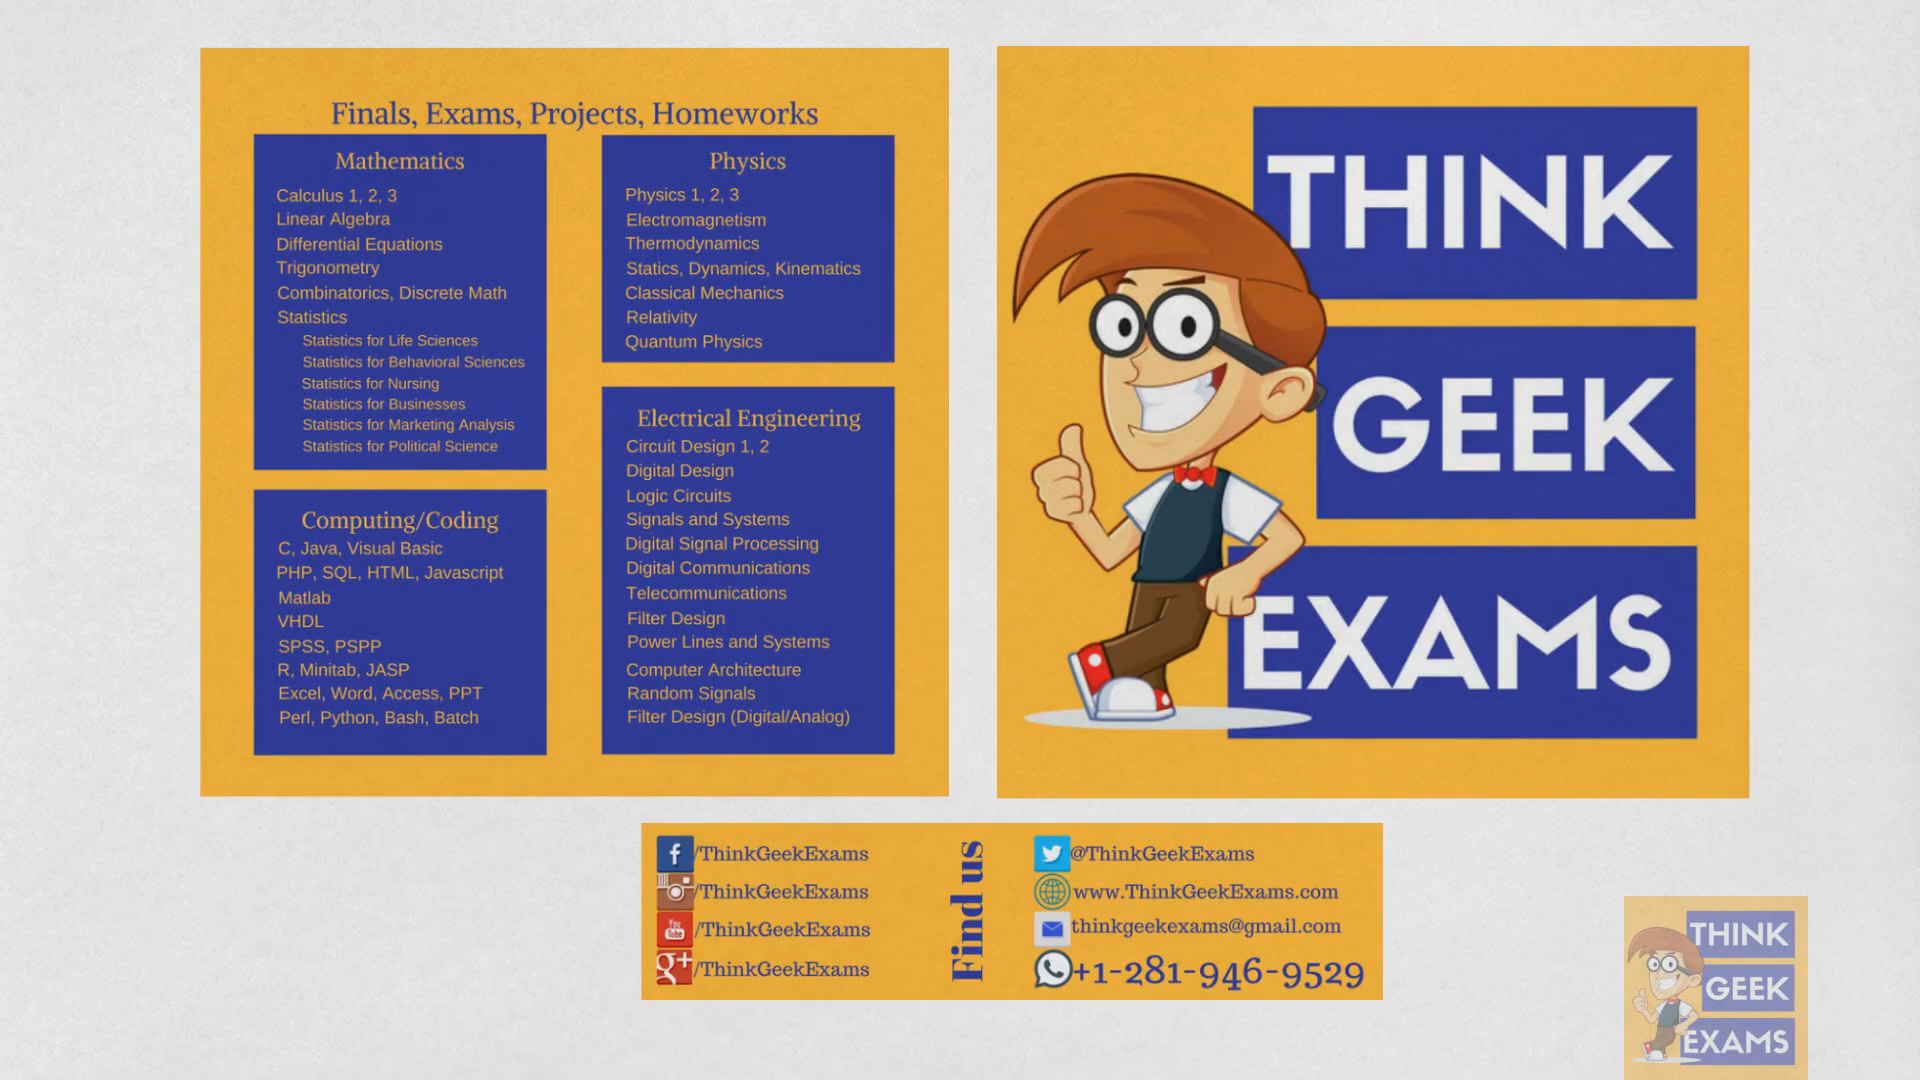 Finals, Exams, Projects, Homeworks
Mathematics
Calculus 1, 2, 3
Linear Algebra
Differential Equations
Trigonometry
Combinatorics, Discrete Math
Statistics
Statistics for Life Sciences
Statistics for Behavioral Sciences
Statistics for Nursing
Statistics for Businesses
Statistics for Marketing Analysis
Statistics for Political Science
Computing/Coding
C, Java, Visual Basic
PHP, SQL, HTML, Javascript
Matlab
VHDL
SPSS, PSPP
R, Minitab, JASP
Excel, Word, Access, PPT
Perl, Python, Bash, Batch
Physics
Physics 1, 2, 3
Electromagnetism
Thermodynamics
Statics, Dynamics, Kinematics
Classical Mechanics
Relativity
Quantum Physics
Electrical Engineering
Circuit Design 1, 2
Digital Design
Logic Circuits
Signals and Systems
Digital Signal Processing
Digital Communications
Telecommunications
Filter Design
Power Lines and Systems
Computer Architecture
Random Signals
Filter Design (Digital/Analog)
THINK
GEEK
EXAMS
f /ThinkGeekExams
/ThinkGeekExams
You Tube /ThinkGeekExams
g+ /ThinkGeekExams
Find us
@ThinkGeekExams
www.ThinkGeekExams.com
thinkgeekexams@gmail.com
+1-281-946-9529
THINK
GEEK
EXAMS